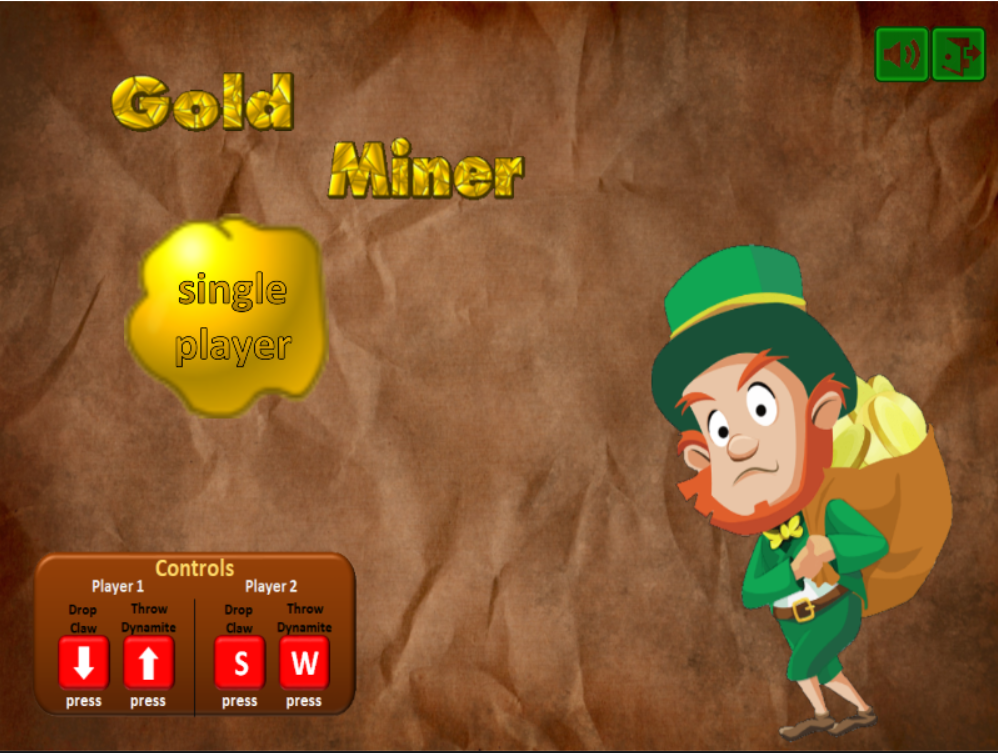 Gold
Miner
single
player
Controls
Player 1 Player 2
Drop Throw Drop Throw
Claw Dynamite Claw Dynamite
S W
press press press press